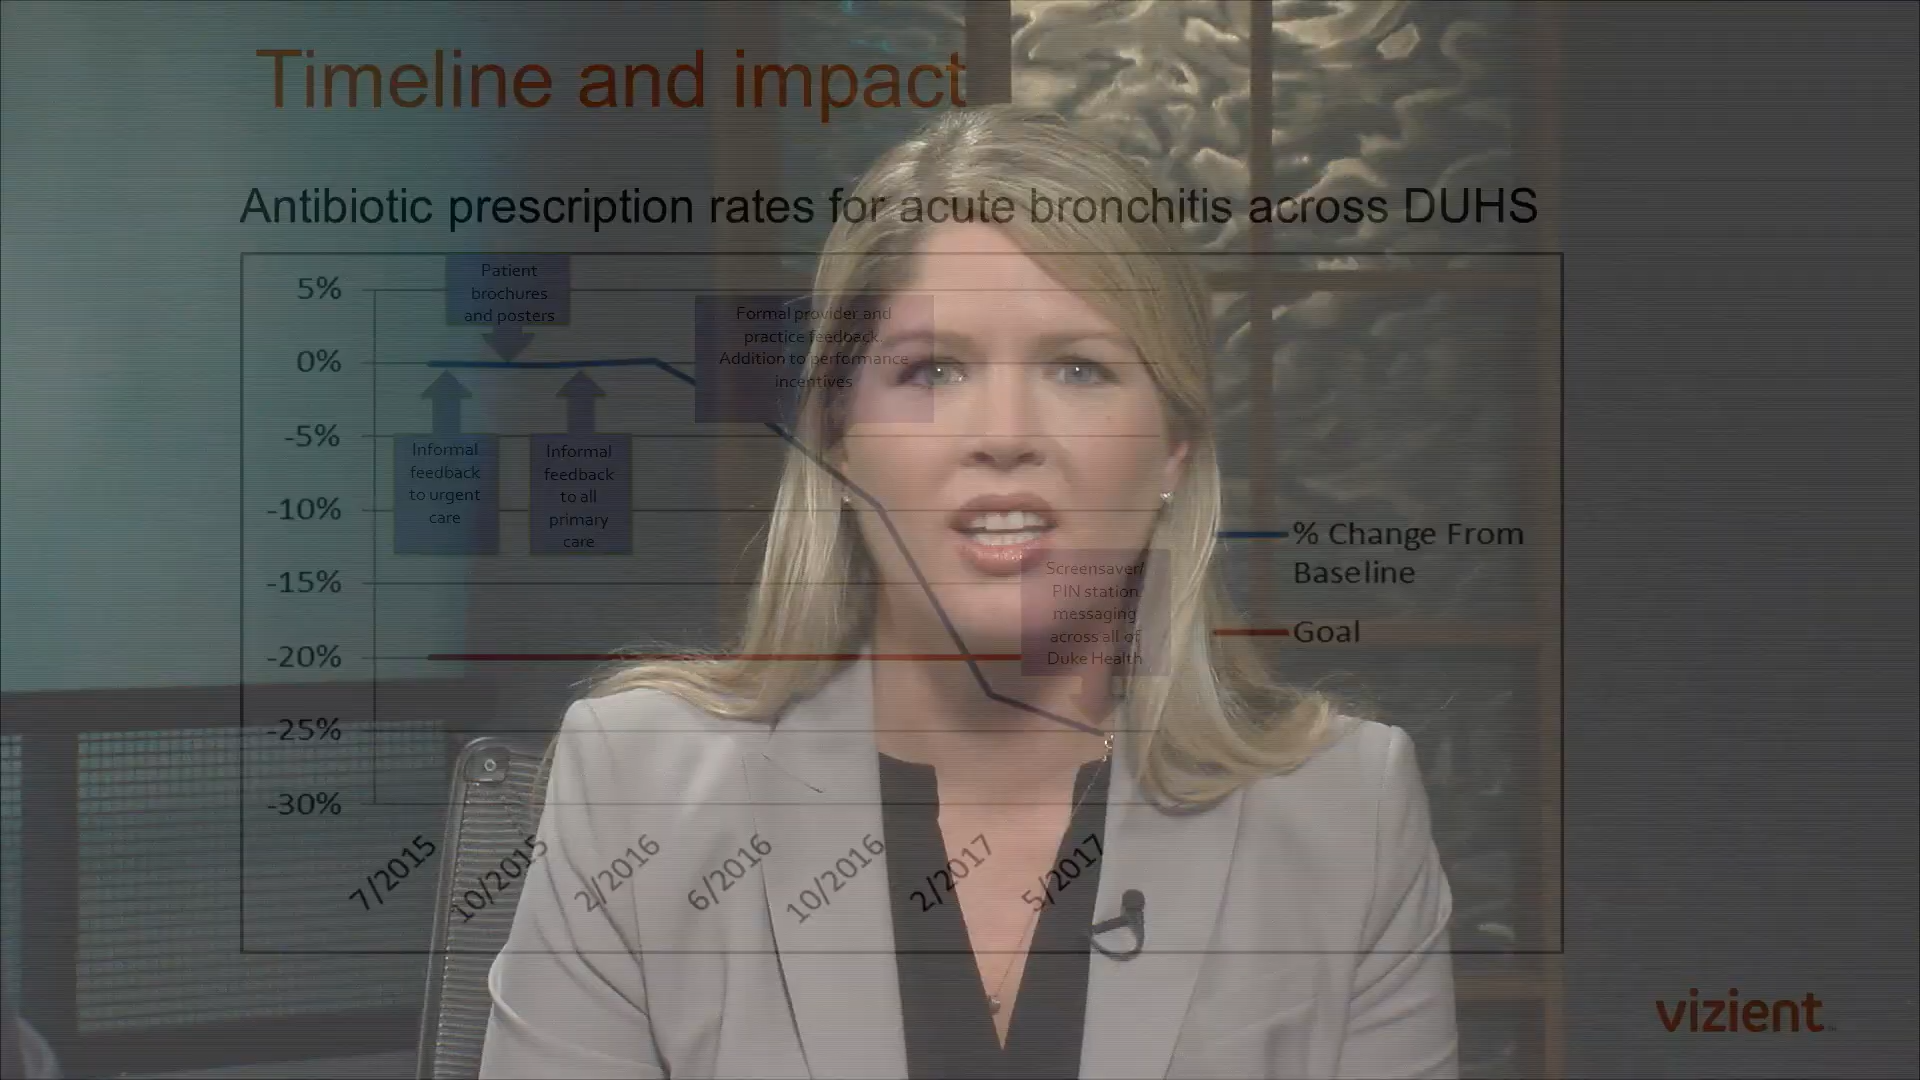 Timeline and impact
Antibiotic prescription rates for acute bronchitis across DUHS
5%
0%
-5%
-10%
-15%
-20%
-25%
-30%
Patient
brochures
and posters
Informal
feedback
to urgent
care
Informal
feedback
to all
primary
care
Formal provider and
practice feedback.
Addition to performance
incentives
Screensaver/
PIN station
messaging
across all of
Duke Health
% Change From
Baseline
Goal
7/2015
10/2015
2/2016
6/2016
10/2016
2/2017
5/2017
vizient